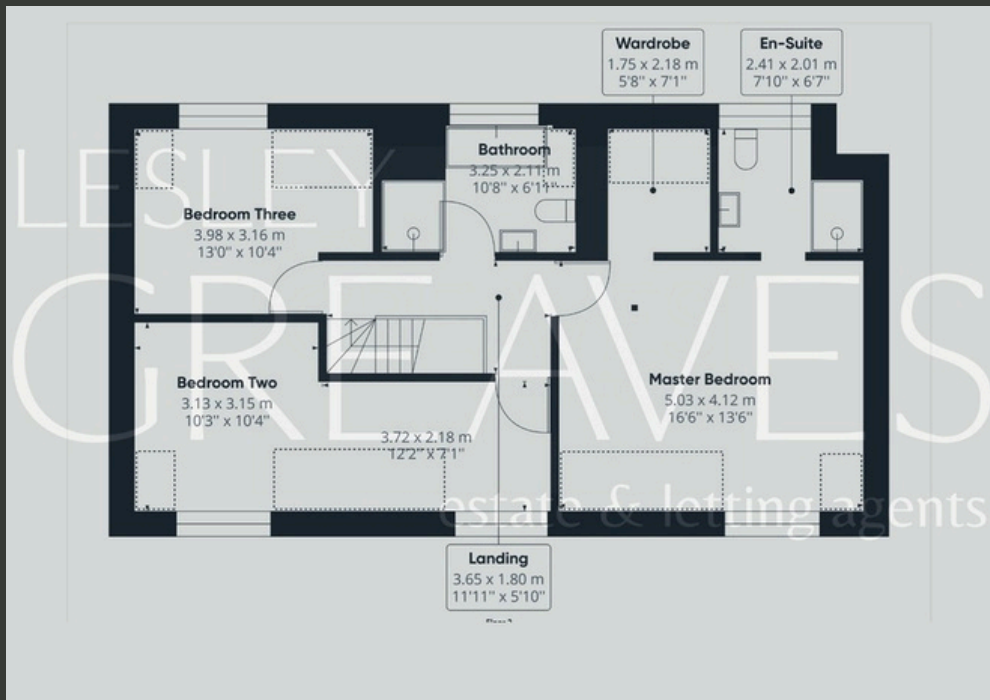 Wardrobe
1.75 x 2.18 m
5'8" x 7'1"
En-Suite
2.41 x 2.01 m
7'10" x 6'7"
LESLEY
Bathroom
3.25 x 2.11 m
10'8" x 6'11"
Bedroom Three
3.98 x 3.16 m
13'0" x 10'4"
GREAVES
Bedroom Two
3.13 x 3.15 m
10'3" x 10'4"
Master Bedroom
5.03 x 4.12 m
16'6" x 13'6"
3.72 x 2.18 m
12'2" x 7'1"
estate & letting agents
Landing
3.65 x 1.80 m
11'11" x 5'10"